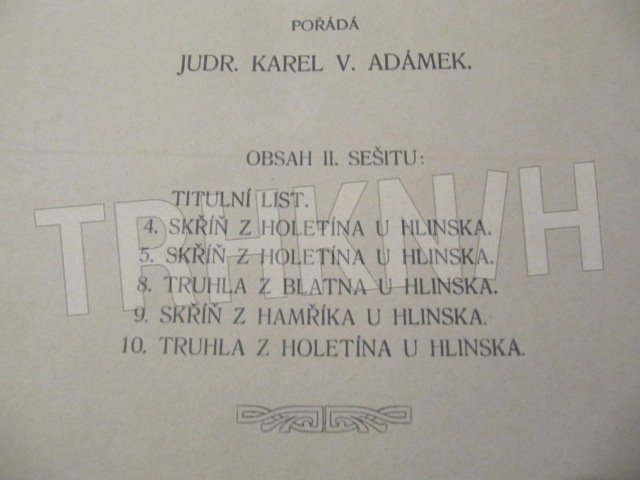 POŘÁDÁ
JUDR. KAREL V. ADÁMEK.
OBSAH II. SEŠITU:
TITULNÍ LIST.
4. SKŘÍŇ Z HOLETÍNA U HLINSKA.
5. SKŘÍŇ Z HOLETÍNA U HLINSKA.
8. TRUHLA Z BLATNA U HLINSKA.
9. SKŘÍŇ Z HAMŘÍKA U HLINSKA.
10. TRUHLA Z HOLETÍNA U HLINSKA.
TRHKNIH